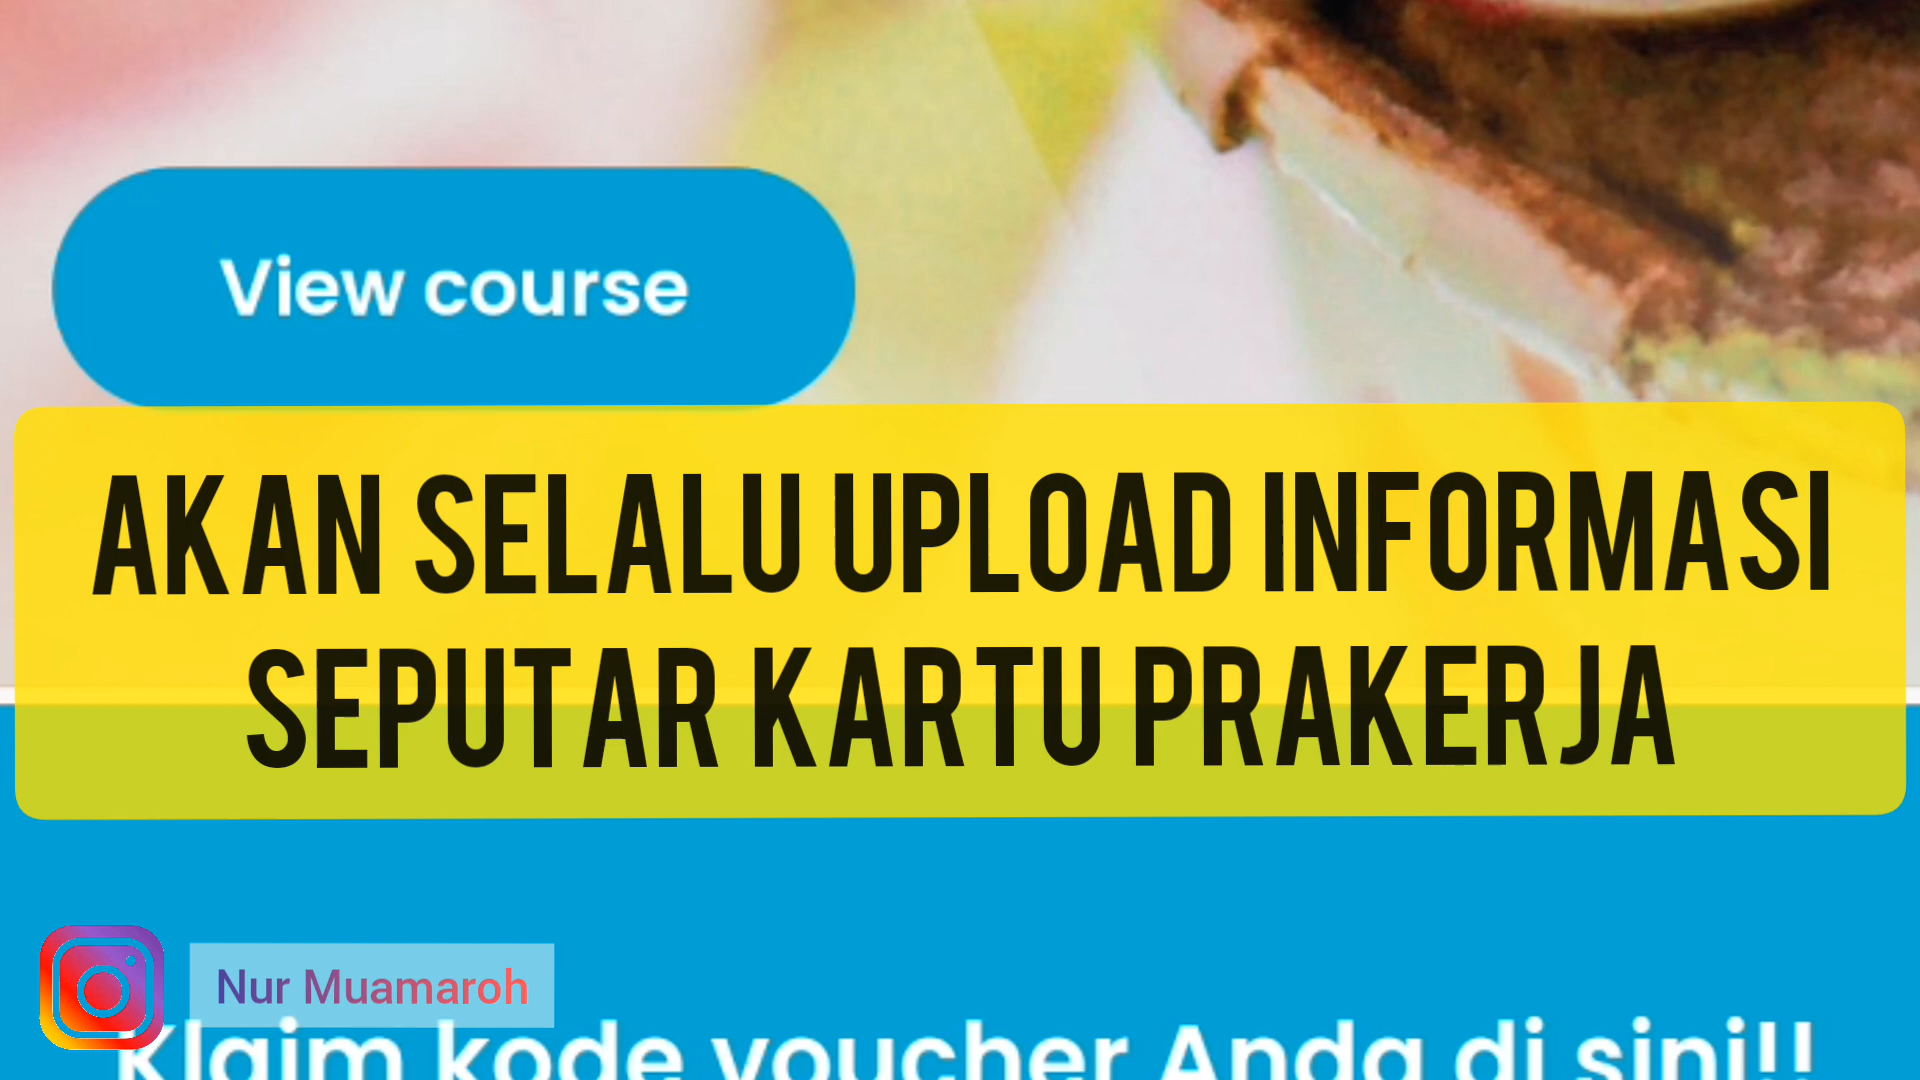 View course
AKAN SELALU UPLOAD INFORMASI
SEPUTAR KARTU PRAKERJA
Nur Muamaroh
Klaim kode voucher Anda di sini!!